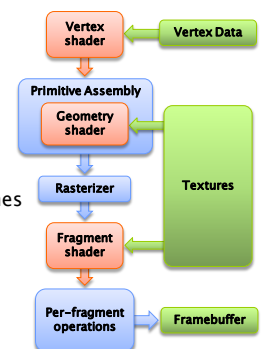 Vertex
shader
Vertex Data
Primitive Assembly
Geometry
shader
Textures
Rasterizer
Fragment
shader
Per-fragment
operations
Framebuffer